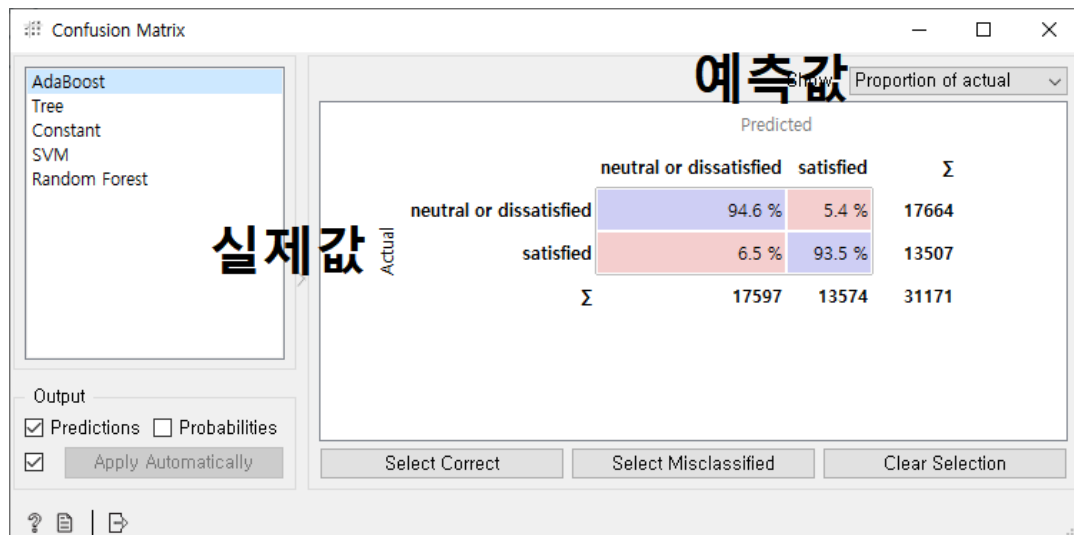 Confusion Matrix
AdaBoost
Tree
Constant
SVM
Random Forest
예측값
Show: Proportion of actual
Predicted
neutral or dissatisfied satisfied Σ
neutral or dissatisfied 94.6 % 5.4 % 17664
실제값
Actual
satisfied 6.5 % 93.5 % 13507
Σ 17597 13574 31171
Output
Predictions Probabilities
Apply Automatically
Select Correct Select Misclassified Clear Selection